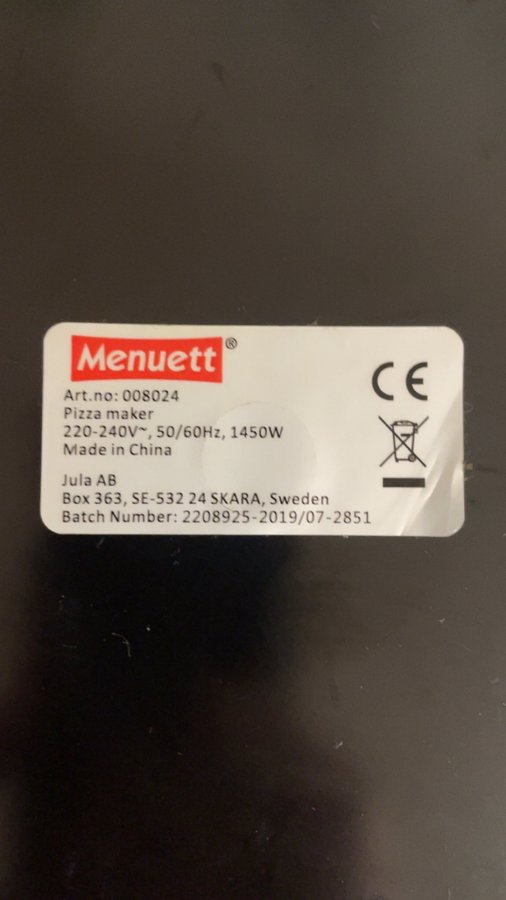 Menuett®
Art.no: 008024
Pizza maker
220-240V~, 50/60Hz, 1450W
Made in China
Jula AB
Box 363, SE-532 24 SKARA, Sweden
Batch Number: 2208925-2019/07-2851
CE